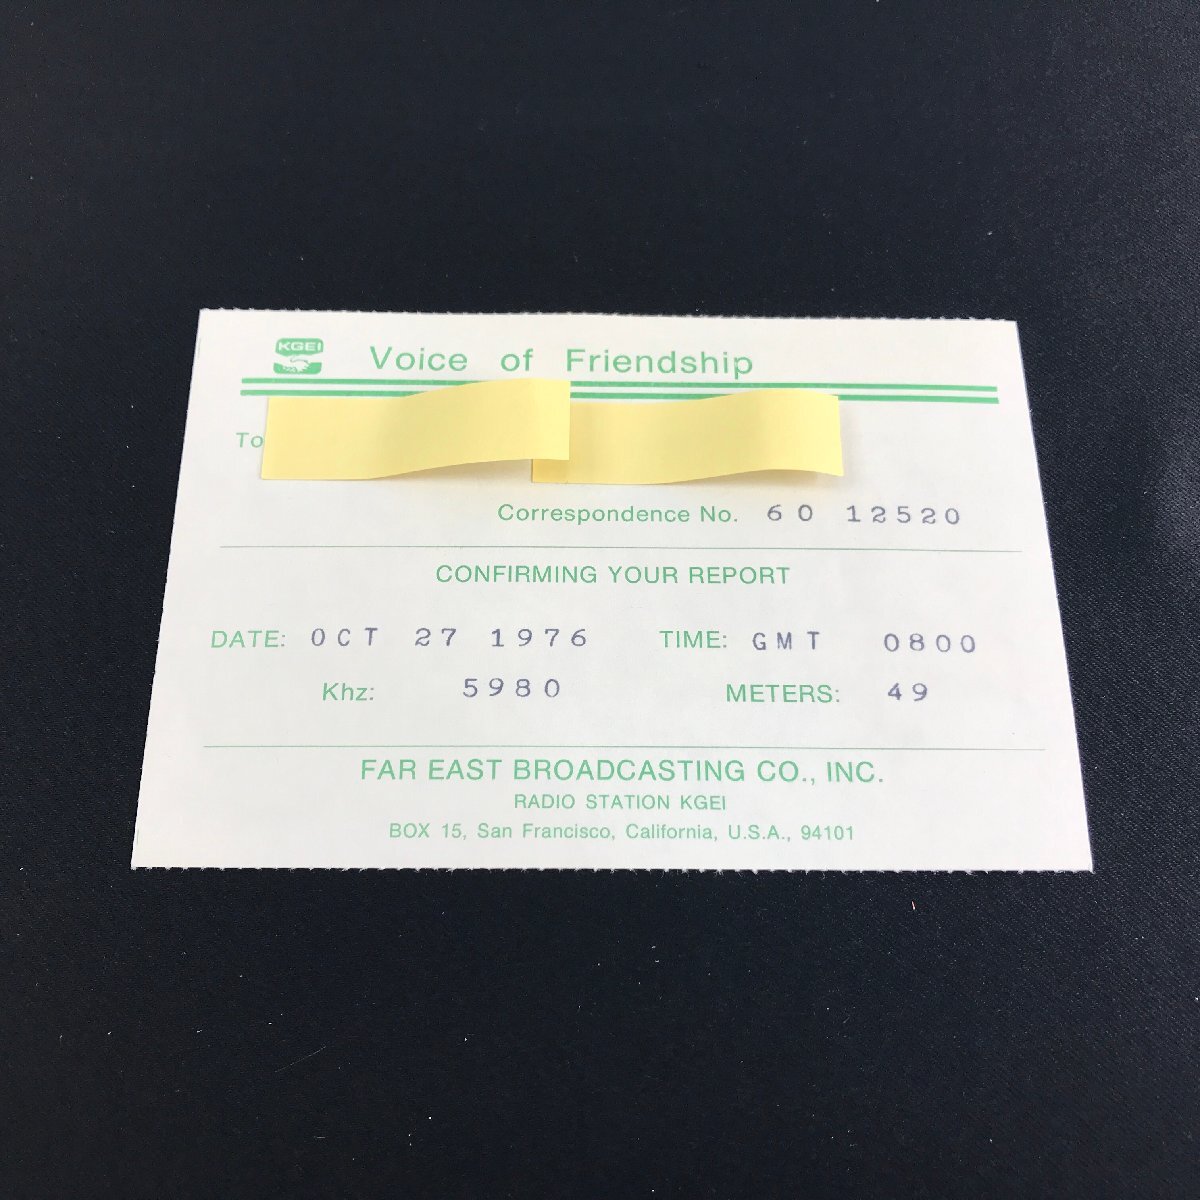 KGEI
Voice of Friendship
To
Correspondence No. 60 12520
CONFIRMING YOUR REPORT
DATE: OCT 27 1976 TIME: GMT 0800
Khz: 5980 METERS: 49
FAR EAST BROADCASTING CO., INC.
RADIO STATION KGEI
BOX 15, San Francisco, California, U.S.A., 94101